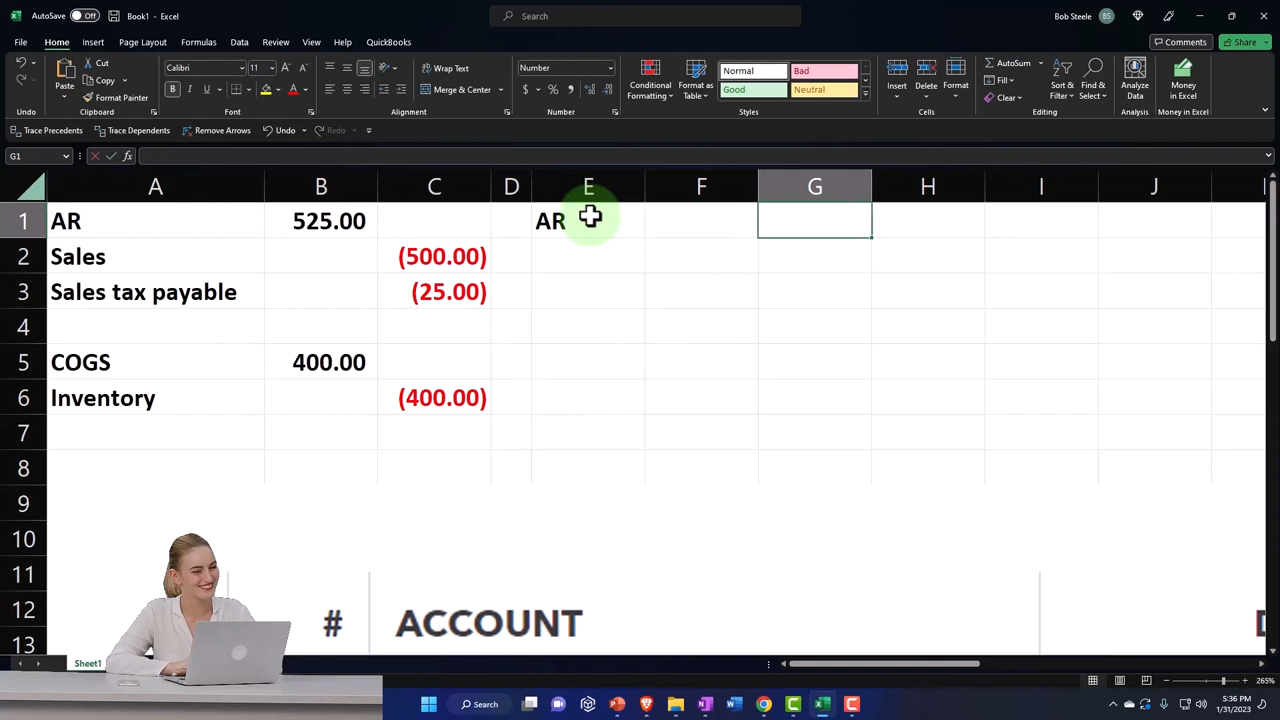 AutoSave Off Book1 - Excel Search Bob Steele BS
File Home Insert Page Layout Formulas Data Review View Help QuickBooks Comments Share
Cut Calibri 11 Wrap Text Number AutoSum
Paste Copy Merge & Center Conditional Formatting Format as Table Normal Bad Good Neutral Insert Delete Format Sort & Filter Find & Select Analyze Data Money in Excel
Format Painter Clear
Undo Clipboard Font Alignment Number Styles Cells Editing Analysis Money in Excel
Trace Precedents Trace Dependents Remove Arrows Undo Redo
G1 fx
A B C D E F G H I J
1 AR 525.00 AR
2 Sales (500.00)
3 Sales tax payable (25.00)
4
5 COGS 400.00
6 Inventory (400.00)
7
8
9
10
11
12 # ACCOUNT
13
Sheet1 
265%
Search 5:36 PM
1/31/2023